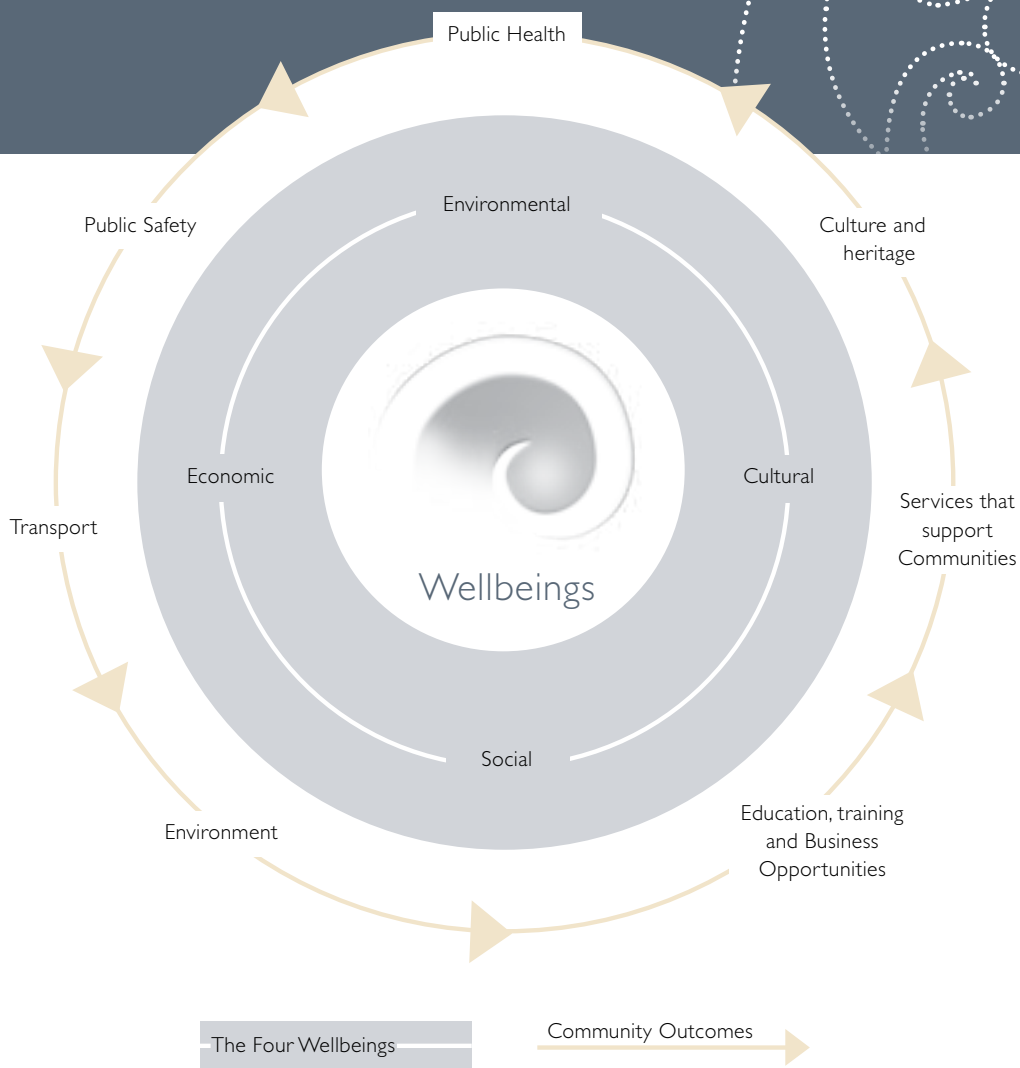 Public Health
Environmental
Public Safety
Culture and
heritage
Economic
Cultural
Transport
Services that
support
Communities
Wellbeings
Social
Environment
Education, training
and Business
Opportunities
The Four Wellbeings
Community Outcomes